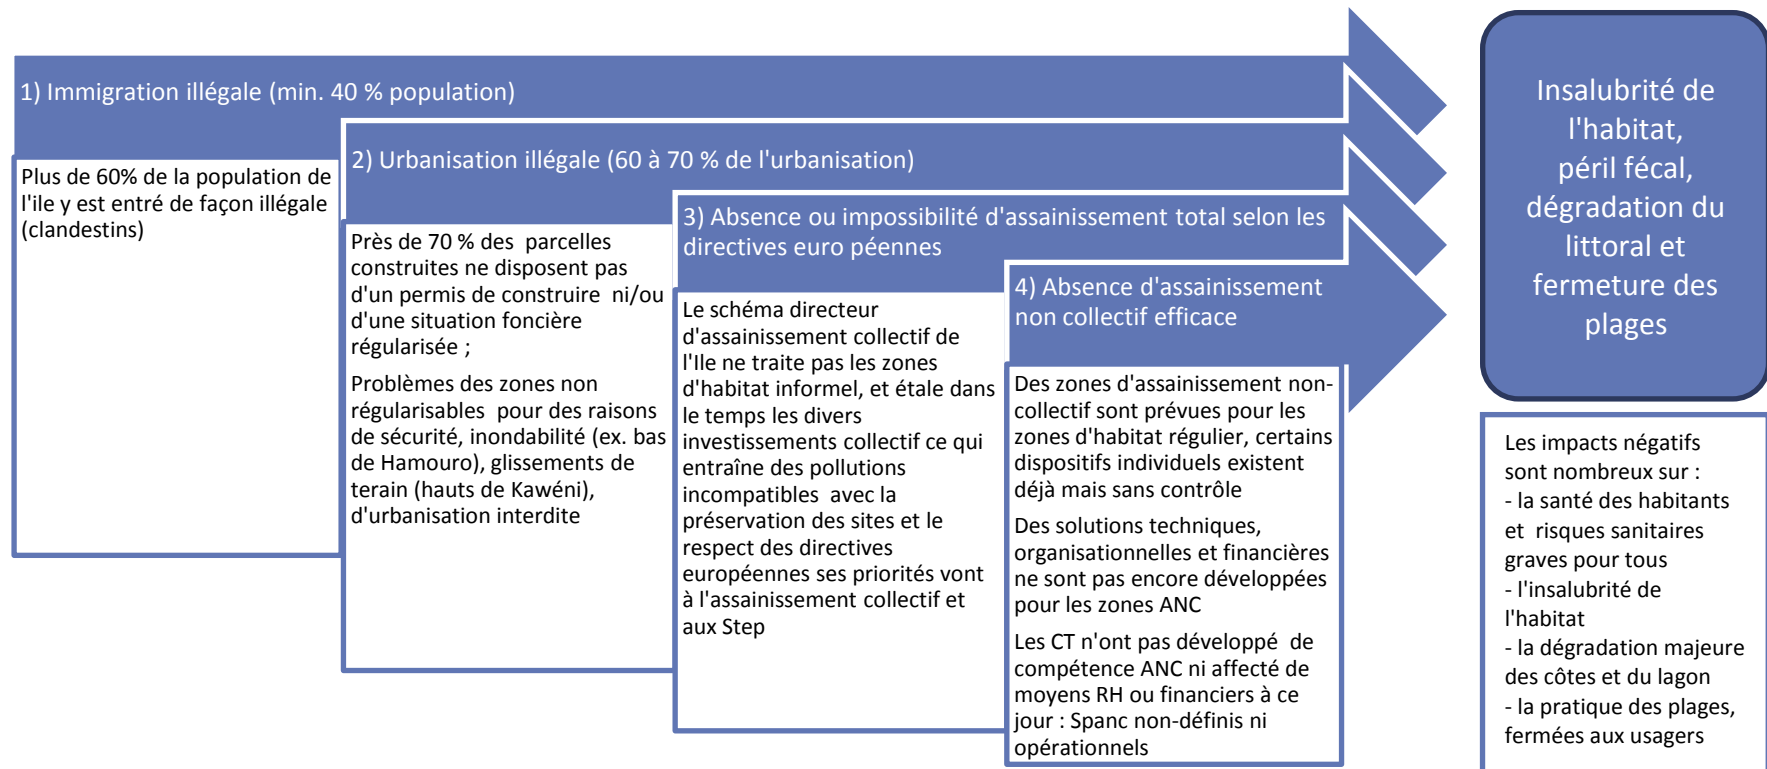 1) Immigration illégale (min. 40 % population)
Plus de 60% de la population de
l'ile y est entré de façon illégale
(clandestins)
2) Urbanisation illégale (60 à 70 % de l'urbanisation)
Près de 70 % des parcelles
construites ne disposent pas
d'un permis de construire ni/ou
d'une situation foncière
régularisée ;
Problèmes des zones non
régularisables pour des raisons
de sécurité, inondabilité (ex. bas
de Hamouro), glissements de
terain (hauts de Kawéni),
d'urbanisation interdite
3) Absence ou impossibilité d'assainissement total selon les
directives euro péennes
Le schéma directeur
d'assainissement collectif de
l'Ile ne traite pas les zones
d'habitat informel, et étale dans
le temps les divers
investissements collectif ce qui
entraîne des pollutions
incompatibles avec la
préservation des sites et le
respect des directives
européennes ses priorités vont
à l'assainissement collectif et
aux Step
4) Absence d'assainissement
non collectif efficace
Des zones d'assainissement non-
collectif sont prévues pour les
zones d'habitat régulier, certains
dispositifs individuels existent
déjà mais sans contrôle
Des solutions techniques,
organisationnelles et financières
ne sont pas encore développées
pour les zones ANC
Les CT n'ont pas développé de
compétence ANC ni affecté de
moyens RH ou financiers à ce
jour : Spanc non-définis ni
opérationnels
Insalubrité de
l'habitat,
péril fécal,
dégradation du
littoral et
fermeture des
plages
Les impacts négatifs
sont nombreux sur :
- la santé des habitants
et risques sanitaires
graves pour tous
- l'insalubrité de
l'habitat
- la dégradation majeure
des côtes et du lagon
- la pratique des plages,
fermées aux usagers